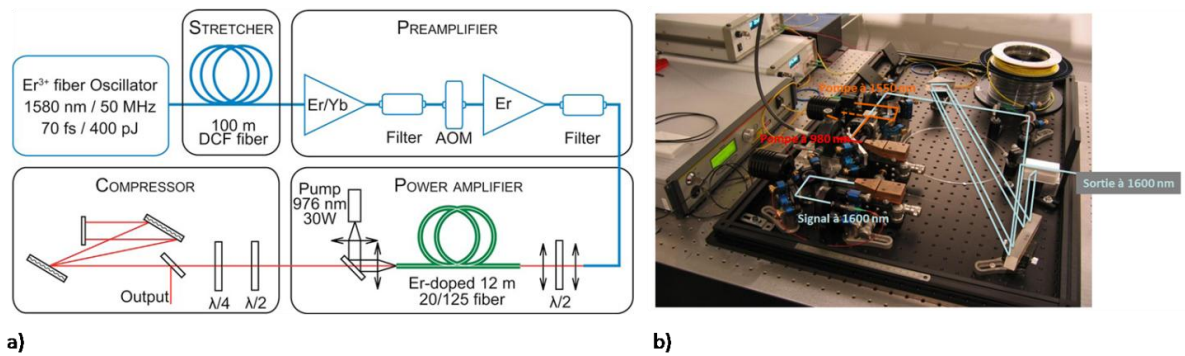 STRETCHER
100 m
DCF fiber
Er³⁺ fiber Oscillator
1580 nm / 50 MHz
70 fs / 400 pJ
PREAMPLIFIER
Er/Yb
Filter
AOM
Er
Filter
COMPRESSOR
Output
λ/4
λ/2
POWER AMPLIFIER
Pump
976 nm
30W
Er-doped 12 m
20/125 fiber
λ/2
a)
Pompe à 1550 nm
Pompe à 980 nm
Signal à 1600 nm
Sortie à 1600 nm
b)